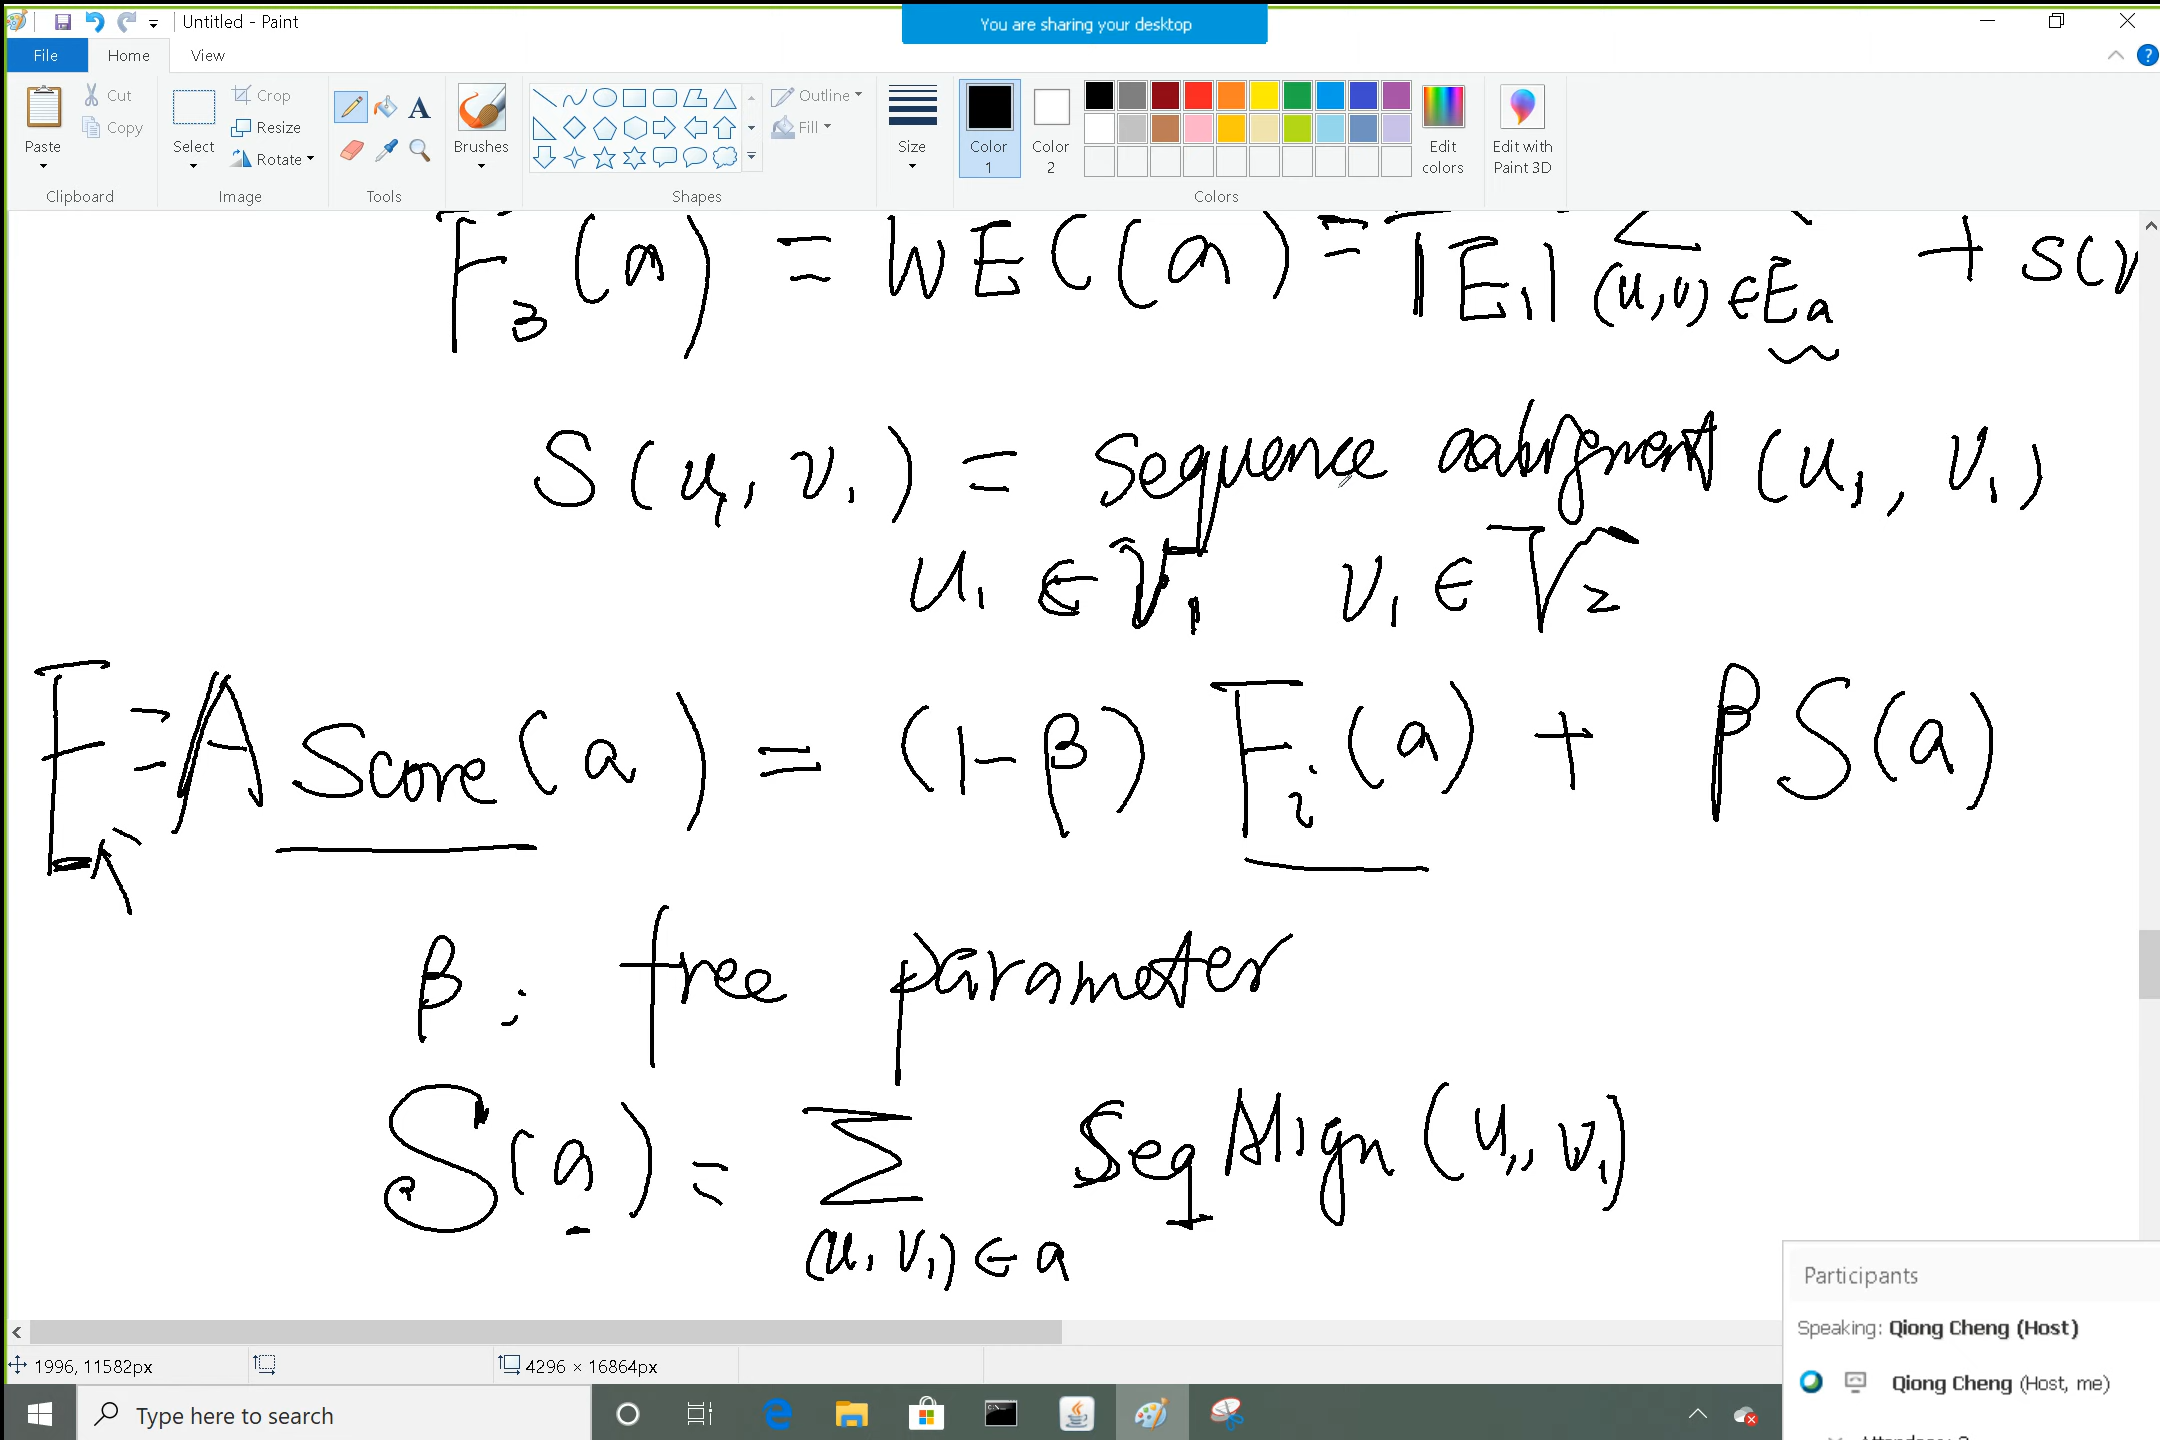 Untitled - Paint
You are sharing your desktop
File Home View
Paste
Cut
Copy
Clipboard
Select
Crop
Resize
Rotate
Image
A
Tools
Brushes
Outline
Fill
Shapes
Size
Color 1
Color 2
Edit colors
Edit with Paint 3D
Colors
F₃(a) = WEC(a) = |E₁| ∑ (u,v) ∈ Eₐ + S(v
S(u₁, v₁) = Sequence (u₁, v₁)
u₁ ∈ V₁ v₁ ∈ V₂
= A Score(a) = (1-β) Fᵢ(a) + β S(a)
β: free parameter
S(a) = ∑ SeqAlign(u₁, v₁)
(u₁ v₁) ∈ a
Participants
Speaking: Qiong Cheng (Host)
Qiong Cheng (Host, me)
1996, 11582px
4296 × 16864px
Type here to search